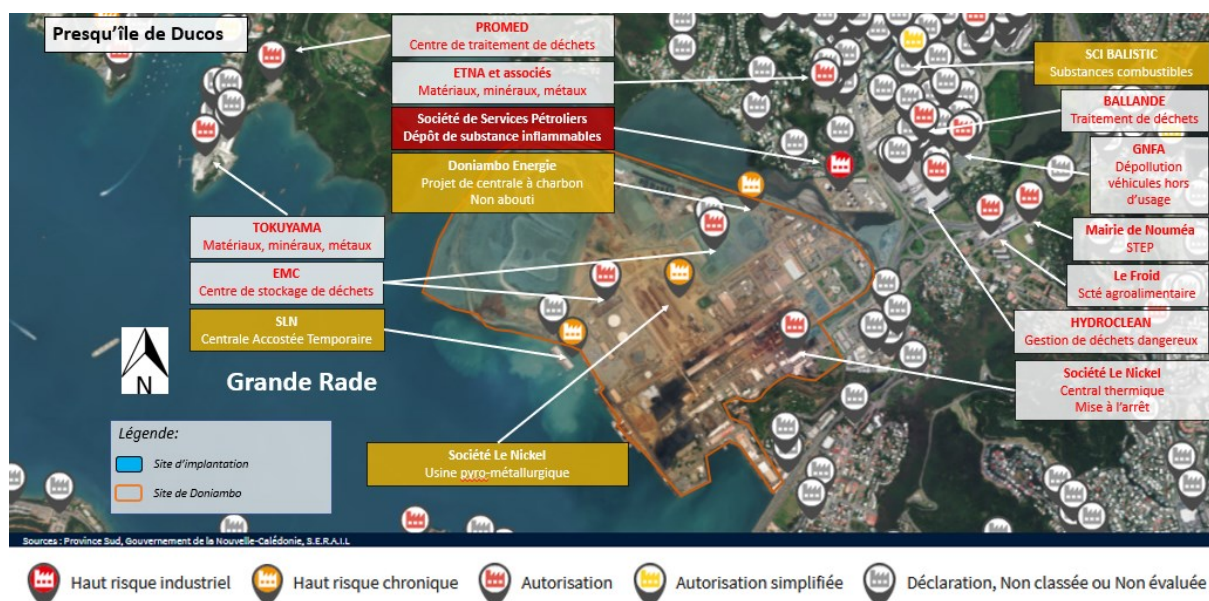 Presqu'île de Ducos
PROMED
Centre de traitement de déchets
ETNA et associés
Matériaux, minéraux, métaux
Société de Services Pétroliers
Dépôt de substance inflammables
Doniambo Energie
Projet de centrale à charbon
Non abouti
SCI BALISTIC
Substances combustibles
BALLANDE
Traitement de déchets
GNFA
Dépollution
véhicules hors
d'usage
Mairie de Nouméa
STEP
Le Froid
Scté agroalimentaire
HYDROCLEAN
Gestion de déchets dangereux
Société Le Nickel
Central thermique
Mise à l'arrêt
TOKUYAMA
Matériaux, minéraux, métaux
EMC
Centre de stockage de déchets
SLN
Centrale Accostée Temporaire
N
Grande Rade
Société Le Nickel
Usine pyro-métallurgique
Légende:
Site d'implantation
Site de Doniambo
Sources : Province Sud, Gouvernement de la Nouvelle-Calédonie, S.E.R.A.I.L
Haut risque industriel
Haut risque chronique
Autorisation
Autorisation simplifiée
Déclaration, Non classée ou Non évaluée